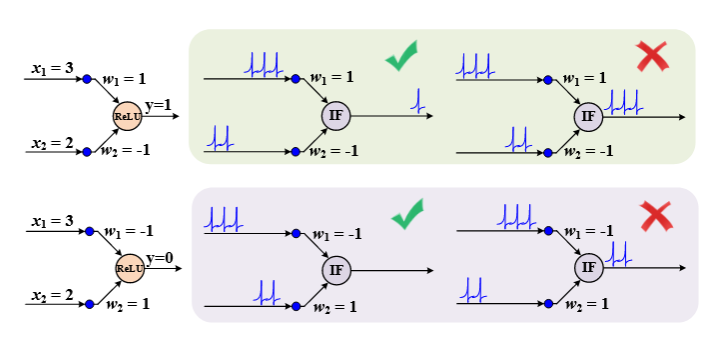 x₁ = 3
w₁ = 1
ReLU
y=1
x₂ = 2
w₂ = -1
w₁ = 1
IF
w₂ = -1
w₁ = 1
IF
w₂ = -1
x₁ = 3
w₁ = -1
ReLU
y=0
x₂ = 2
w₂ = 1
w₁ = -1
IF
w₂ = 1
w₁ = -1
IF
w₂ = 1